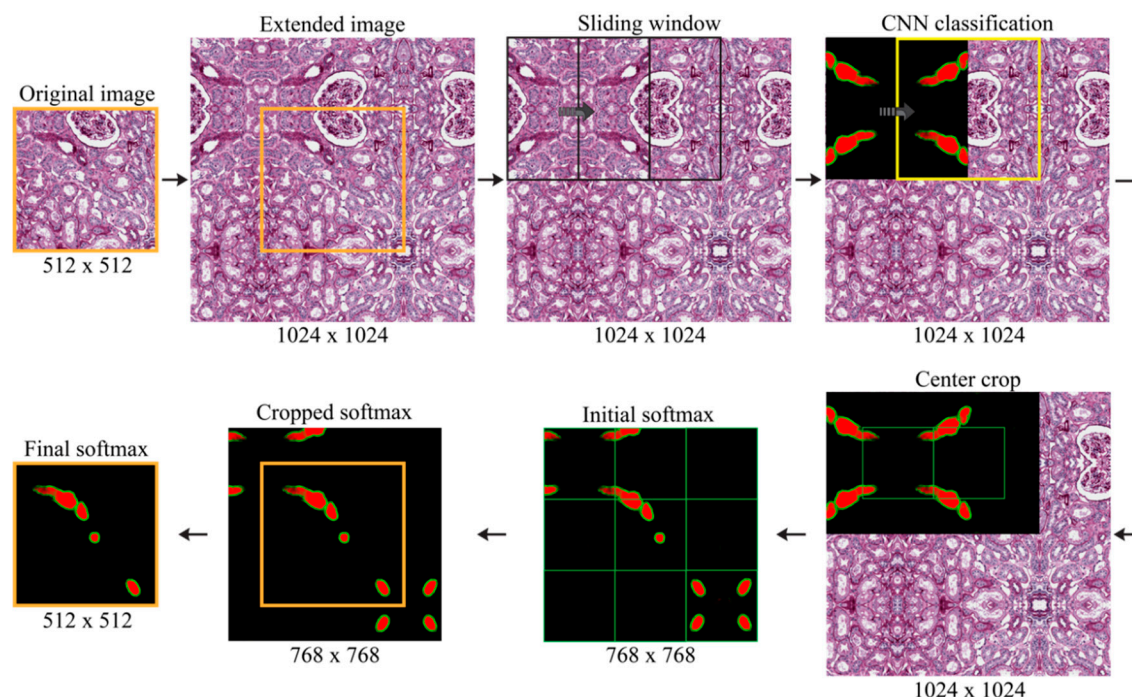 Original image
512 x 512
Extended image
1024 x 1024
Sliding window
1024 x 1024
CNN classification
1024 x 1024
Center crop
1024 x 1024
Initial softmax
768 x 768
Cropped softmax
768 x 768
Final softmax
512 x 512